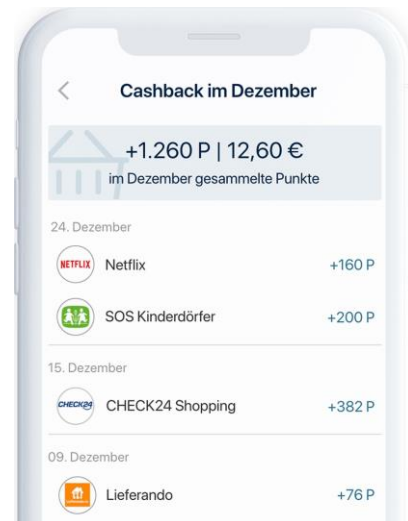 Cashback im Dezember
+1.260 P | 12,60 €
im Dezember gesammelte Punkte
24. Dezember
NETFLIX Netflix +160 P
SOS Kinderdörfer +200 P
15. Dezember
CHECK24 CHECK24 Shopping +382 P
09. Dezember
Lieferando +76 P